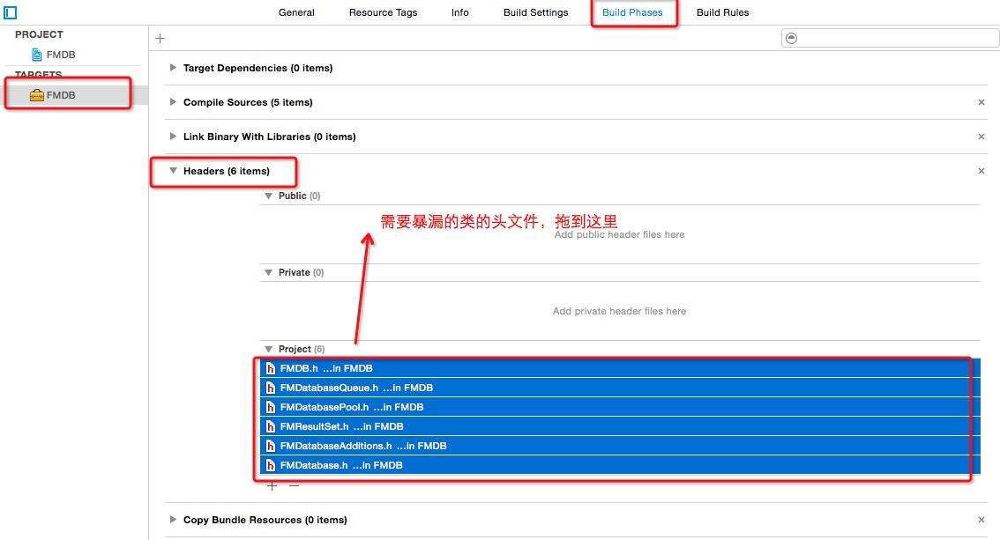 General Resource Tags Info Build Settings Build Phases Build Rules
PROJECT
FMDB
TARGETS
FMDB
Target Dependencies (0 items)
Compile Sources (5 items)
Link Binary With Libraries (0 items)
Headers (6 items)
Public (0)
需要暴漏的类的头文件，拖到这里
Add public header files here
Private (0)
Add private header files here
Project (6)
FMDB.h ...in FMDB
FMDatabaseQueue.h ...in FMDB
FMDatabasePool.h ...in FMDB
FMResultSet.h ...in FMDB
FMDatabaseAdditions.h ...in FMDB
FMDatabase.h ...in FMDB
Copy Bundle Resources (0 items)